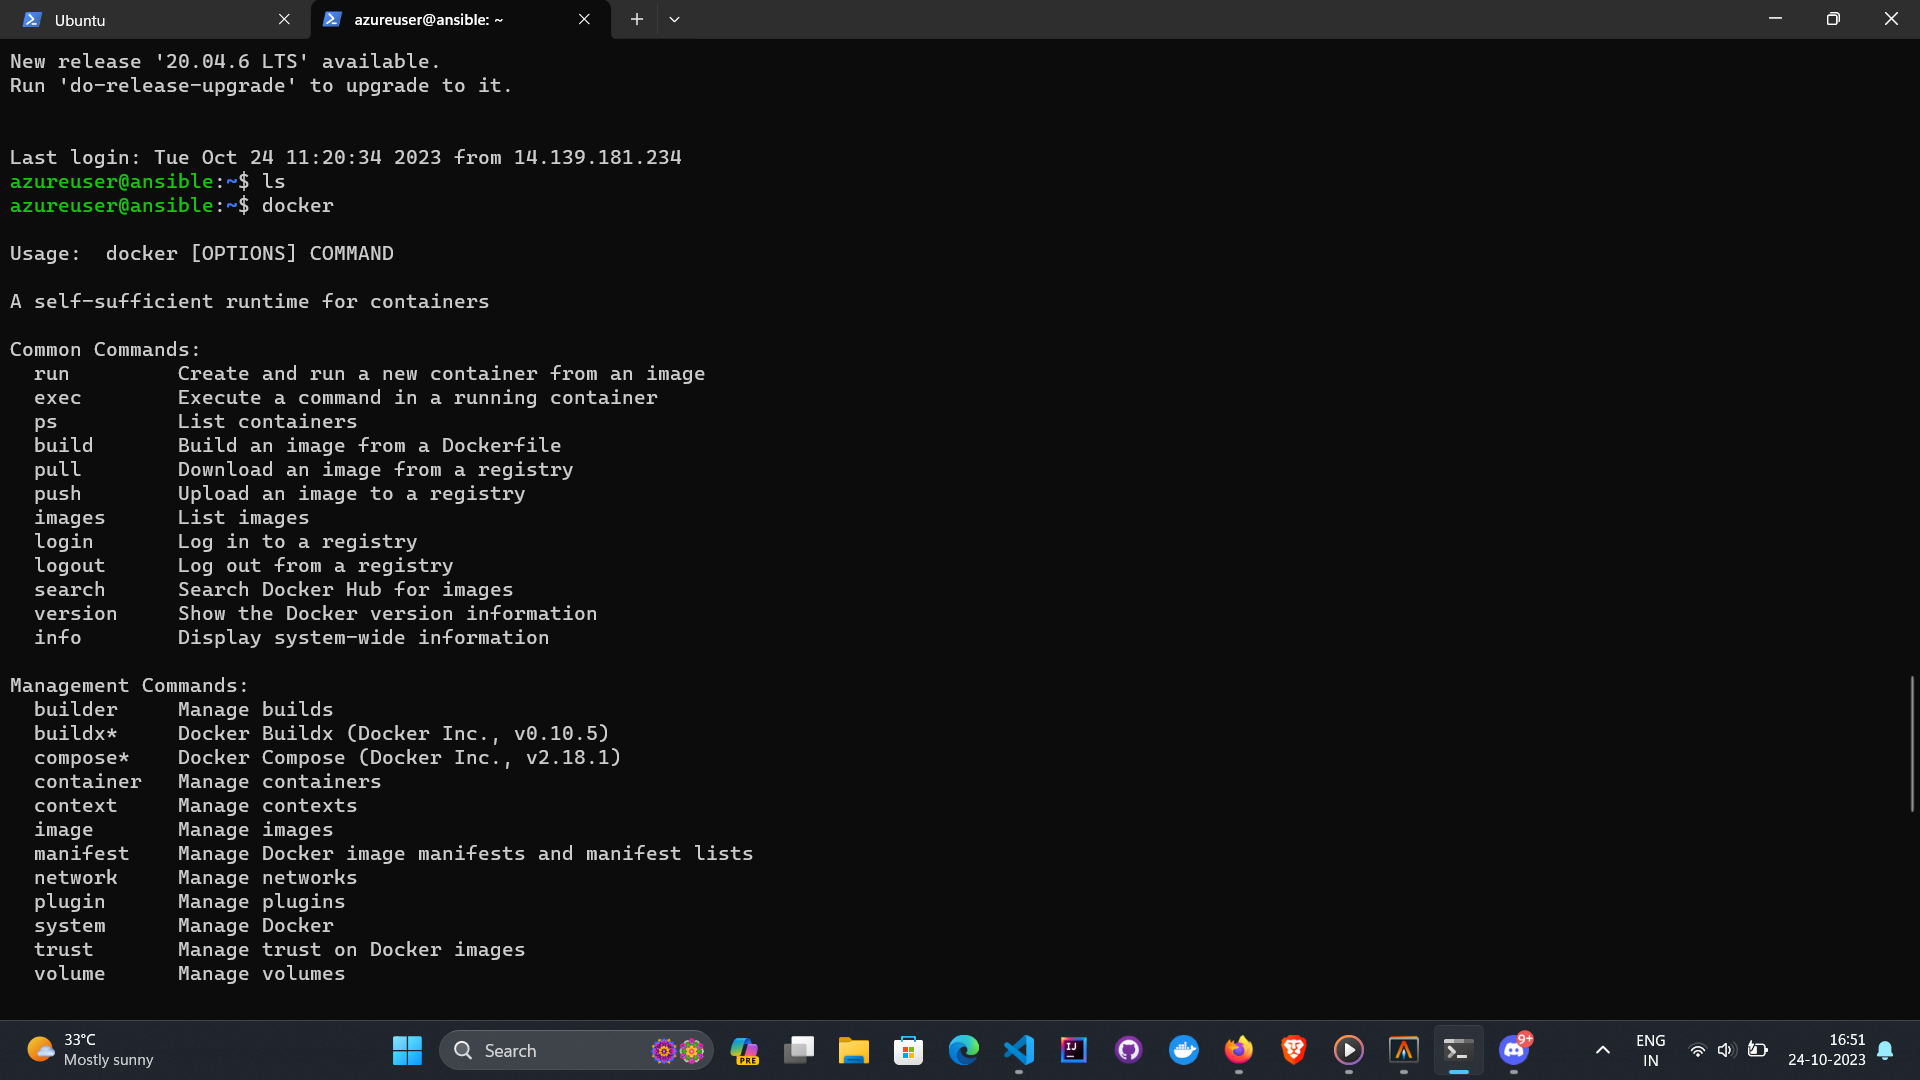 Ubuntu
azureuser@ansible: ~
New release '20.04.6 LTS' available.
Run 'do-release-upgrade' to upgrade to it.
Last login: Tue Oct 24 11:20:34 2023 from 14.139.181.234
azureuser@ansible:~$ ls
azureuser@ansible:~$ docker
Usage:  docker [OPTIONS] COMMAND
A self-sufficient runtime for containers
Common Commands:
  run         Create and run a new container from an image
  exec        Execute a command in a running container
  ps          List containers
  build       Build an image from a Dockerfile
  pull        Download an image from a registry
  push        Upload an image to a registry
  images      List images
  login       Log in to a registry
  logout      Log out from a registry
  search      Search Docker Hub for images
  version     Show the Docker version information
  info        Display system-wide information
Management Commands:
  builder     Manage builds
  buildx*     Docker Buildx (Docker Inc., v0.10.5)
  compose*    Docker Compose (Docker Inc., v2.18.1)
  container   Manage containers
  context     Manage contexts
  image       Manage images
  manifest    Manage Docker image manifests and manifest lists
  network     Manage networks
  plugin      Manage plugins
  system      Manage Docker
  trust       Manage trust on Docker images
  volume      Manage volumes
33°C
Mostly sunny
Search
PRE
IJ
9+
ENG
IN
16:51
24-10-2023